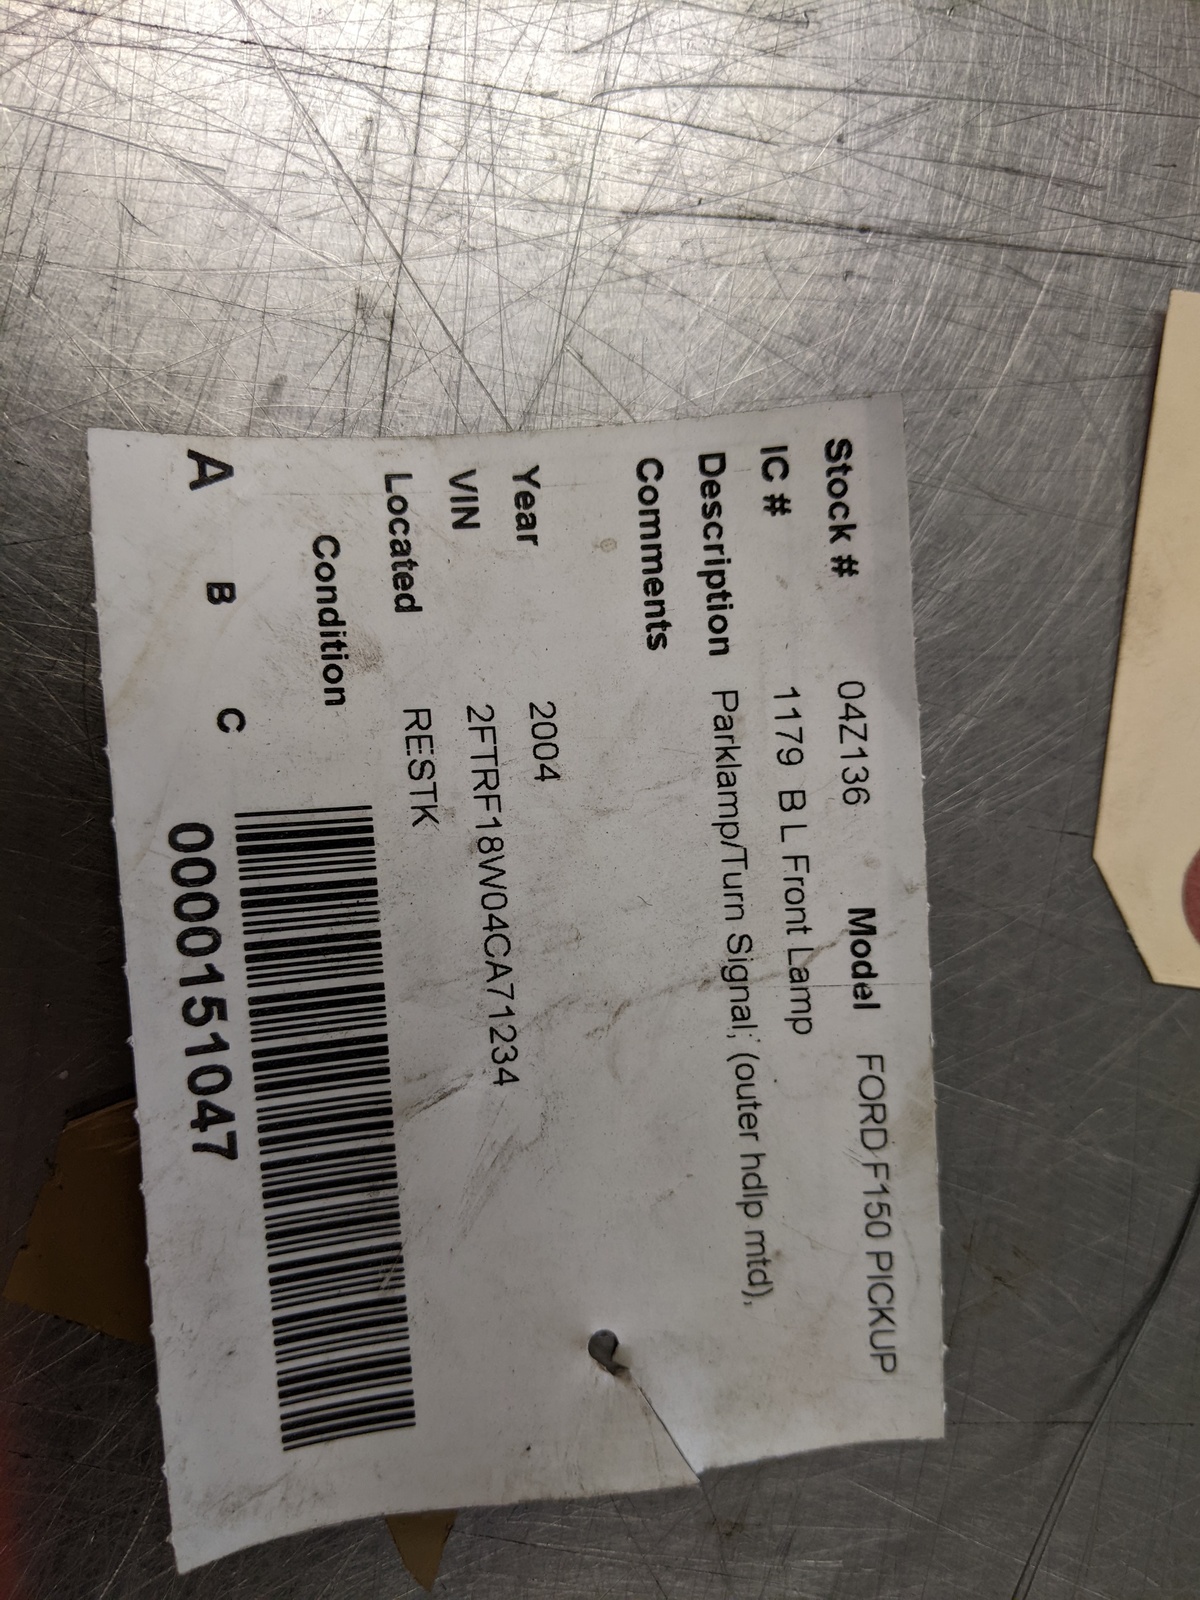 Stock # 04Z136 Model FORD F150 PICKUP
IC # 1179 B L Front Lamp
Description Parklamp/Turn Signal; (outer hdlp mtd),
Comments
Year 2004
VIN 2FTRF18W04CA71234
Located RESTK
Condition
A B C
0000151047